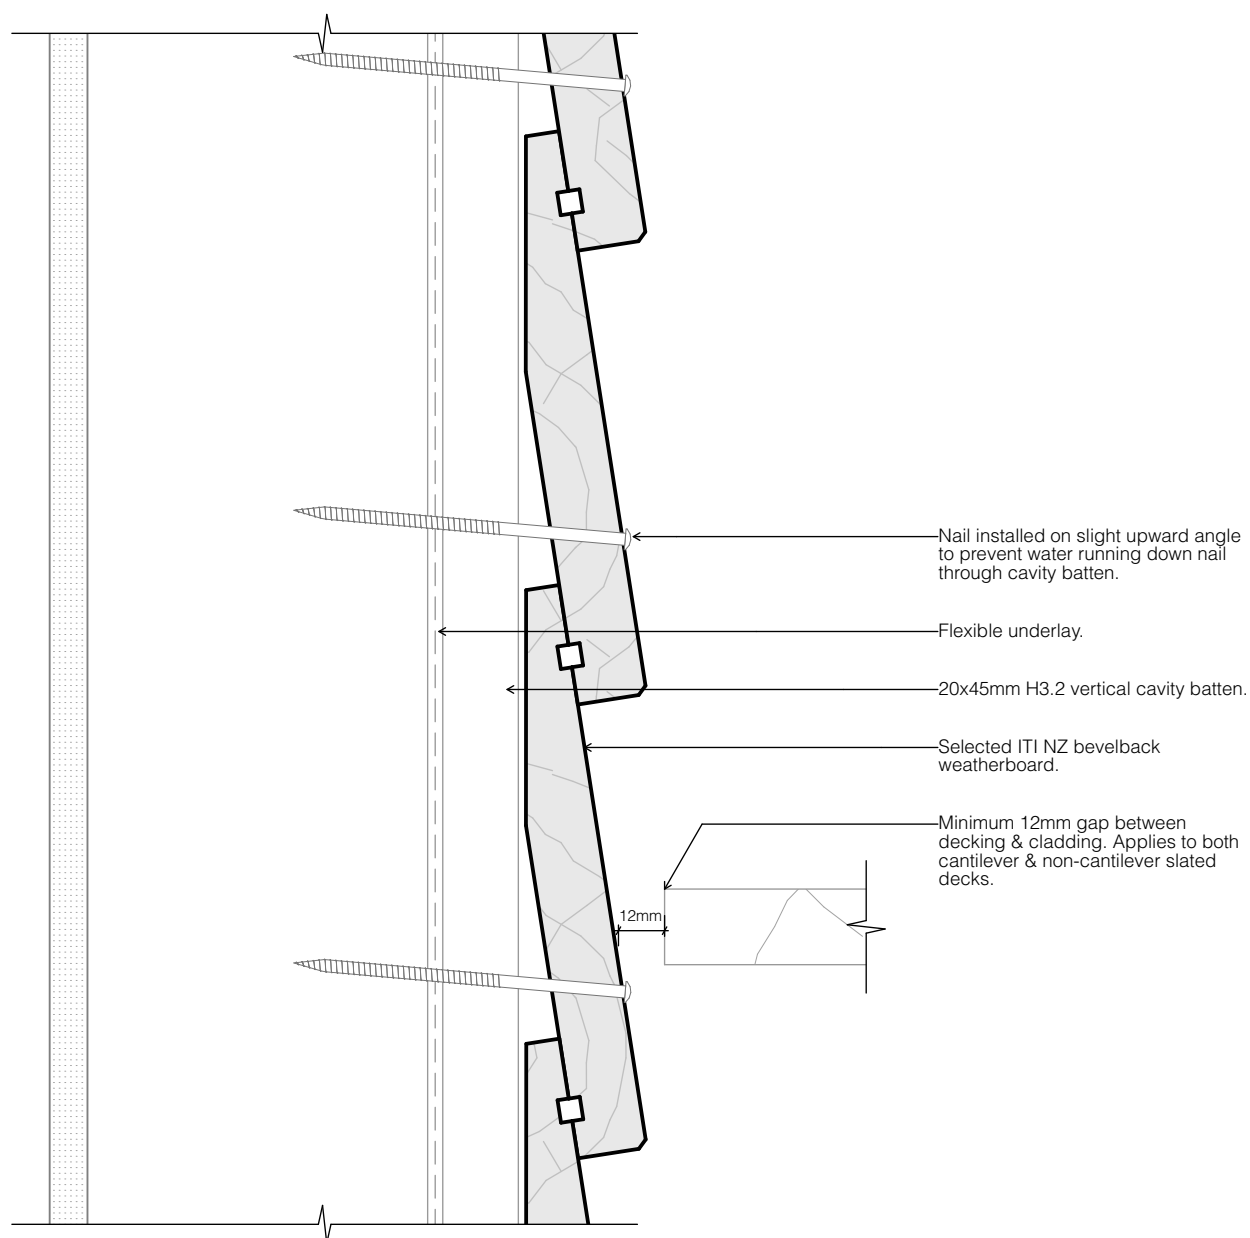 Nail installed on slight upward angle
to prevent water running down nail
through cavity batten.
Flexible underlay.
20x45mm H3.2 vertical cavity batten.
Selected ITI NZ bevelback
weatherboard.
Minimum 12mm gap between
decking & cladding. Applies to both
cantilever & non-cantilever slated
decks.
12mm